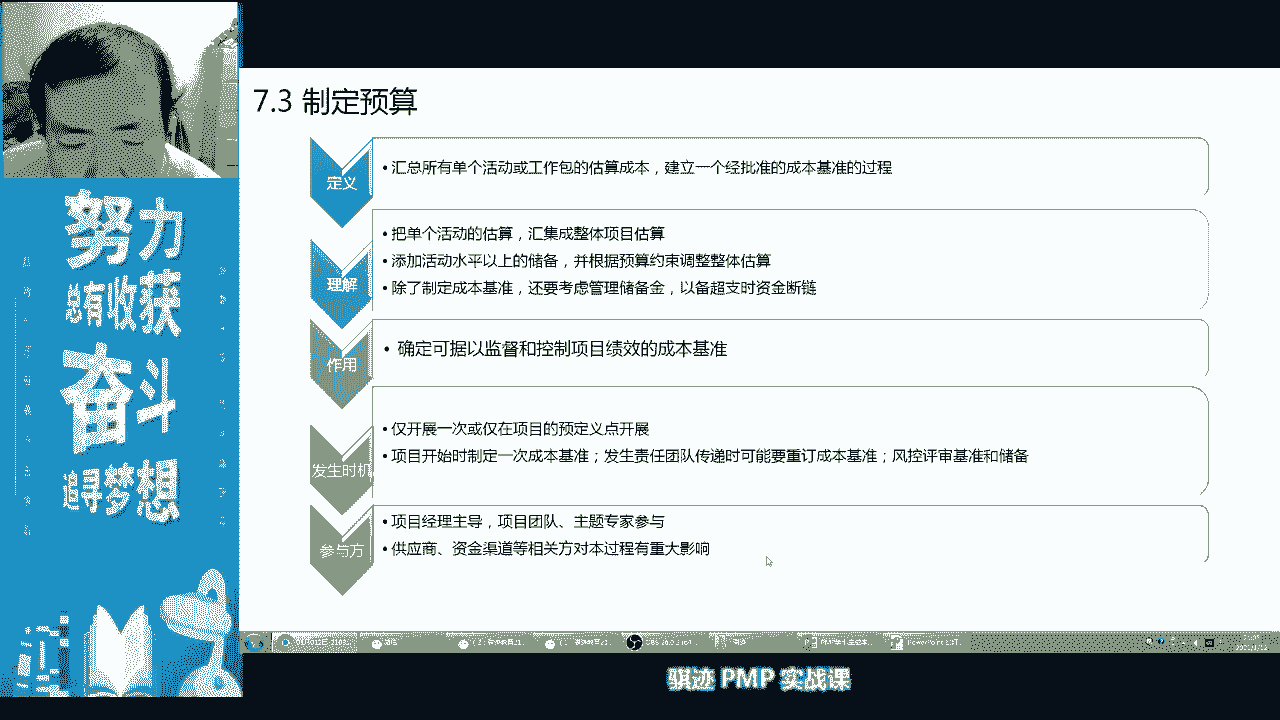 7.3 制定预算
定义
•汇总所有单个活动或工作包的估算成本，建立一个经批准的成本基准的过程
理解
•把单个活动的估算，汇集成整体项目估算
•添加活动水平以上的储备，并根据预算约束调整整体估算
•除了制定成本基准，还要考虑管理储备金，以备超支时资金断链
作用
• 确定可据以监督和控制项目绩效的成本基准
发生时机
•仅开展一次或仅在项目的预定义点开展
•项目开始时制定一次成本基准；发生责任团队传递时可能要重订成本基准；风控评审基准和储备
参与方
•项目经理主导，项目团队、主题专家参与
•供应商、资金渠道等相关方对本过程有重大影响
努力
总有收获
奋斗
追寻梦想
骐迹 PMP 实战课